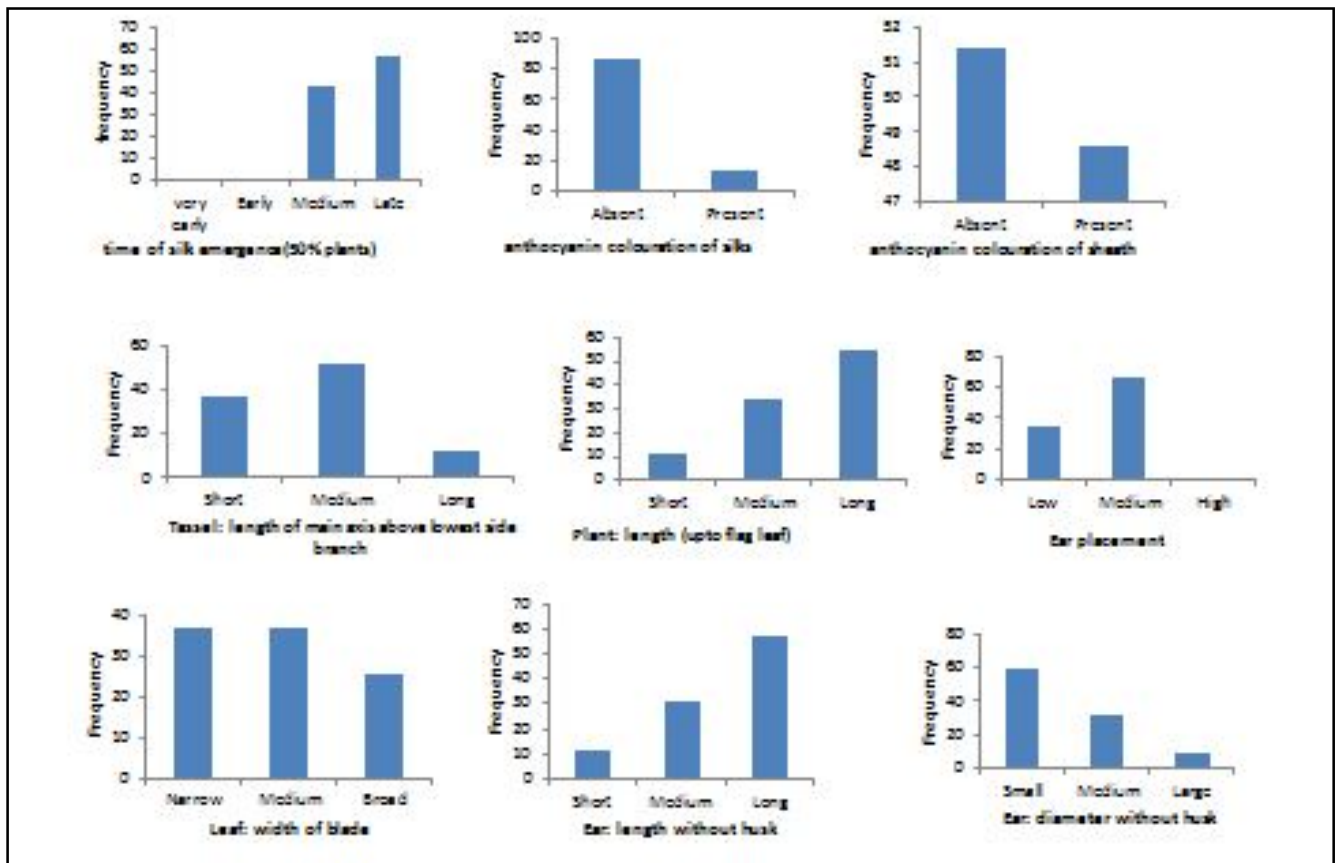 70
60
50
40
30
20
10
0
frequency
very early
Early
Medium
Late
time of silk emergence(50% plants)
100
80
60
40
20
0
Frequency
Absent
Present
anthocyanin colouration of silks
52
51
50
49
48
47
Frequency
Absent
Present
anthocyanin colouration of sheath
60
40
20
0
Frequency
Short
Medium
Long
Tassel: length of main axis above lowest side
branch
60
50
40
30
20
10
0
Frequency
Short
Medium
Long
Plant: length (upto flag leaf)
80
60
40
20
0
Frequency
Low
Medium
High
Ear placement
40
30
20
10
0
Frequency
Narrow
Medium
Broad
Leaf: width of blade
70
60
50
40
30
20
10
0
Frequency
Short
Medium
Long
Ear: length without husk
80
60
40
20
0
Frequency
Small
Medium
Large
Ear: diameter without husk